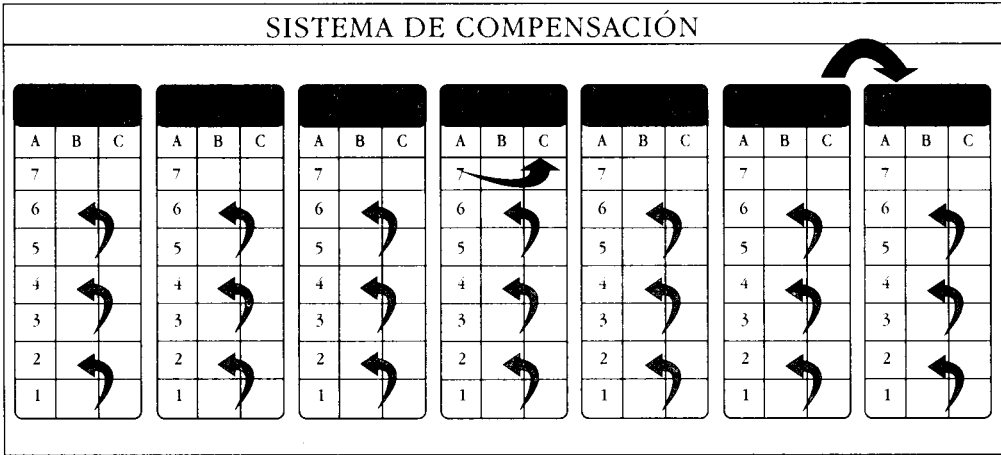 SISTEMA DE COMPENSACIÓN
A B C A B C A B C A B C A B C A B C A B C
7 7 7 7 7 7 7
6 6 6 6 6 6 6
5 5 5 5 5 5 5
4 4 4 4 4 4 4
3 3 3 3 3 3 3
2 2 2 2 2 2 2
1 1 1 1 1 1 1